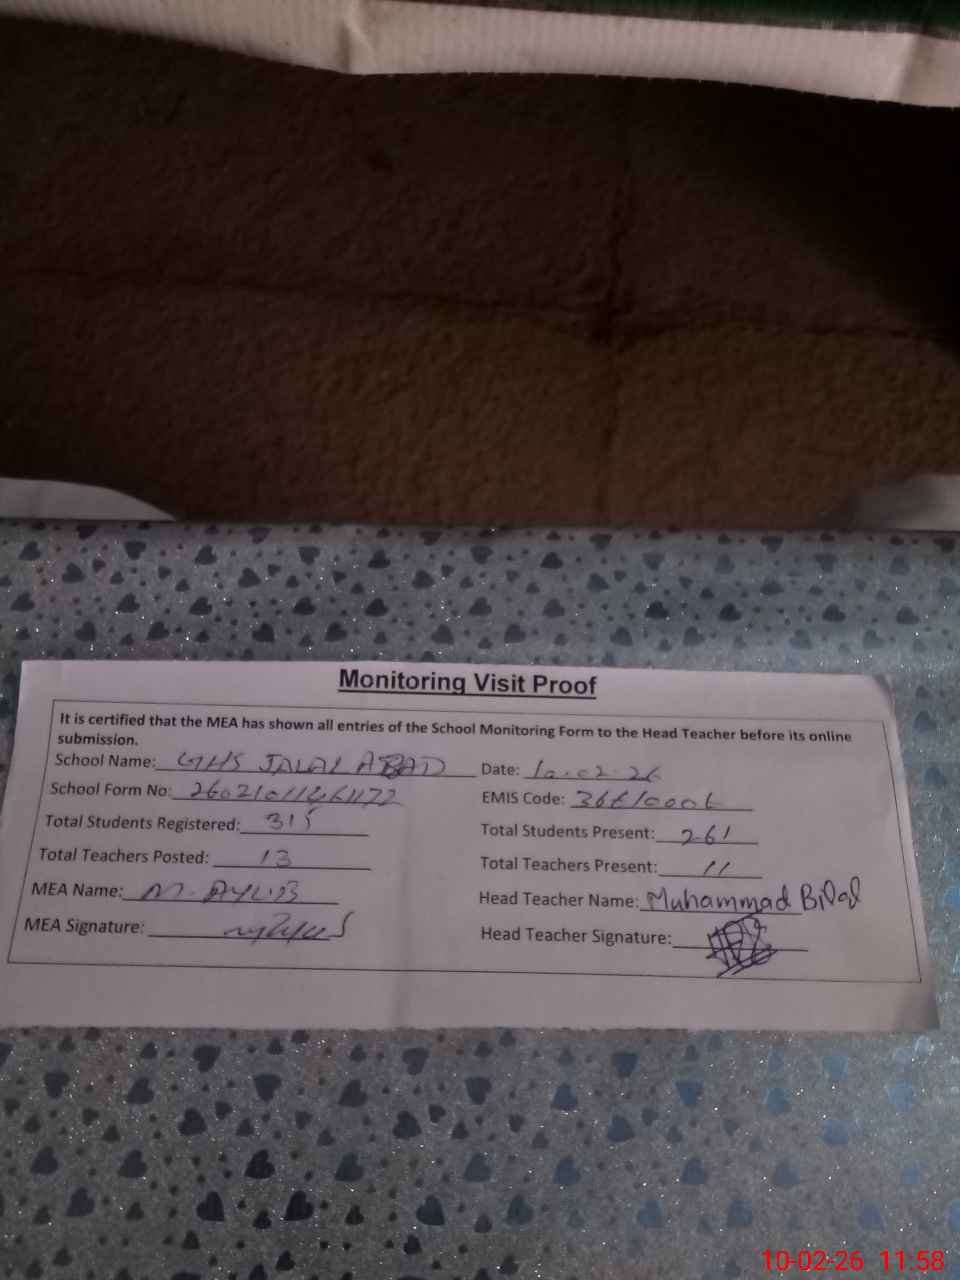 Monitoring Visit Proof
It is certified that the MEA has shown all entries of the School Monitoring Form to the Head Teacher before its online
submission.
School Name: GHS JALALABAD Date: 10.02.26
School Form No: EMIS Code: 36610006
Total Students Registered: 315 Total Students Present: 261
Total Teachers Posted: 13 Total Teachers Present: 11
MEA Name: M. AYUB Head Teacher Name: Muhammad Bilal
MEA Signature: Head Teacher Signature:
10-02-26 11:58